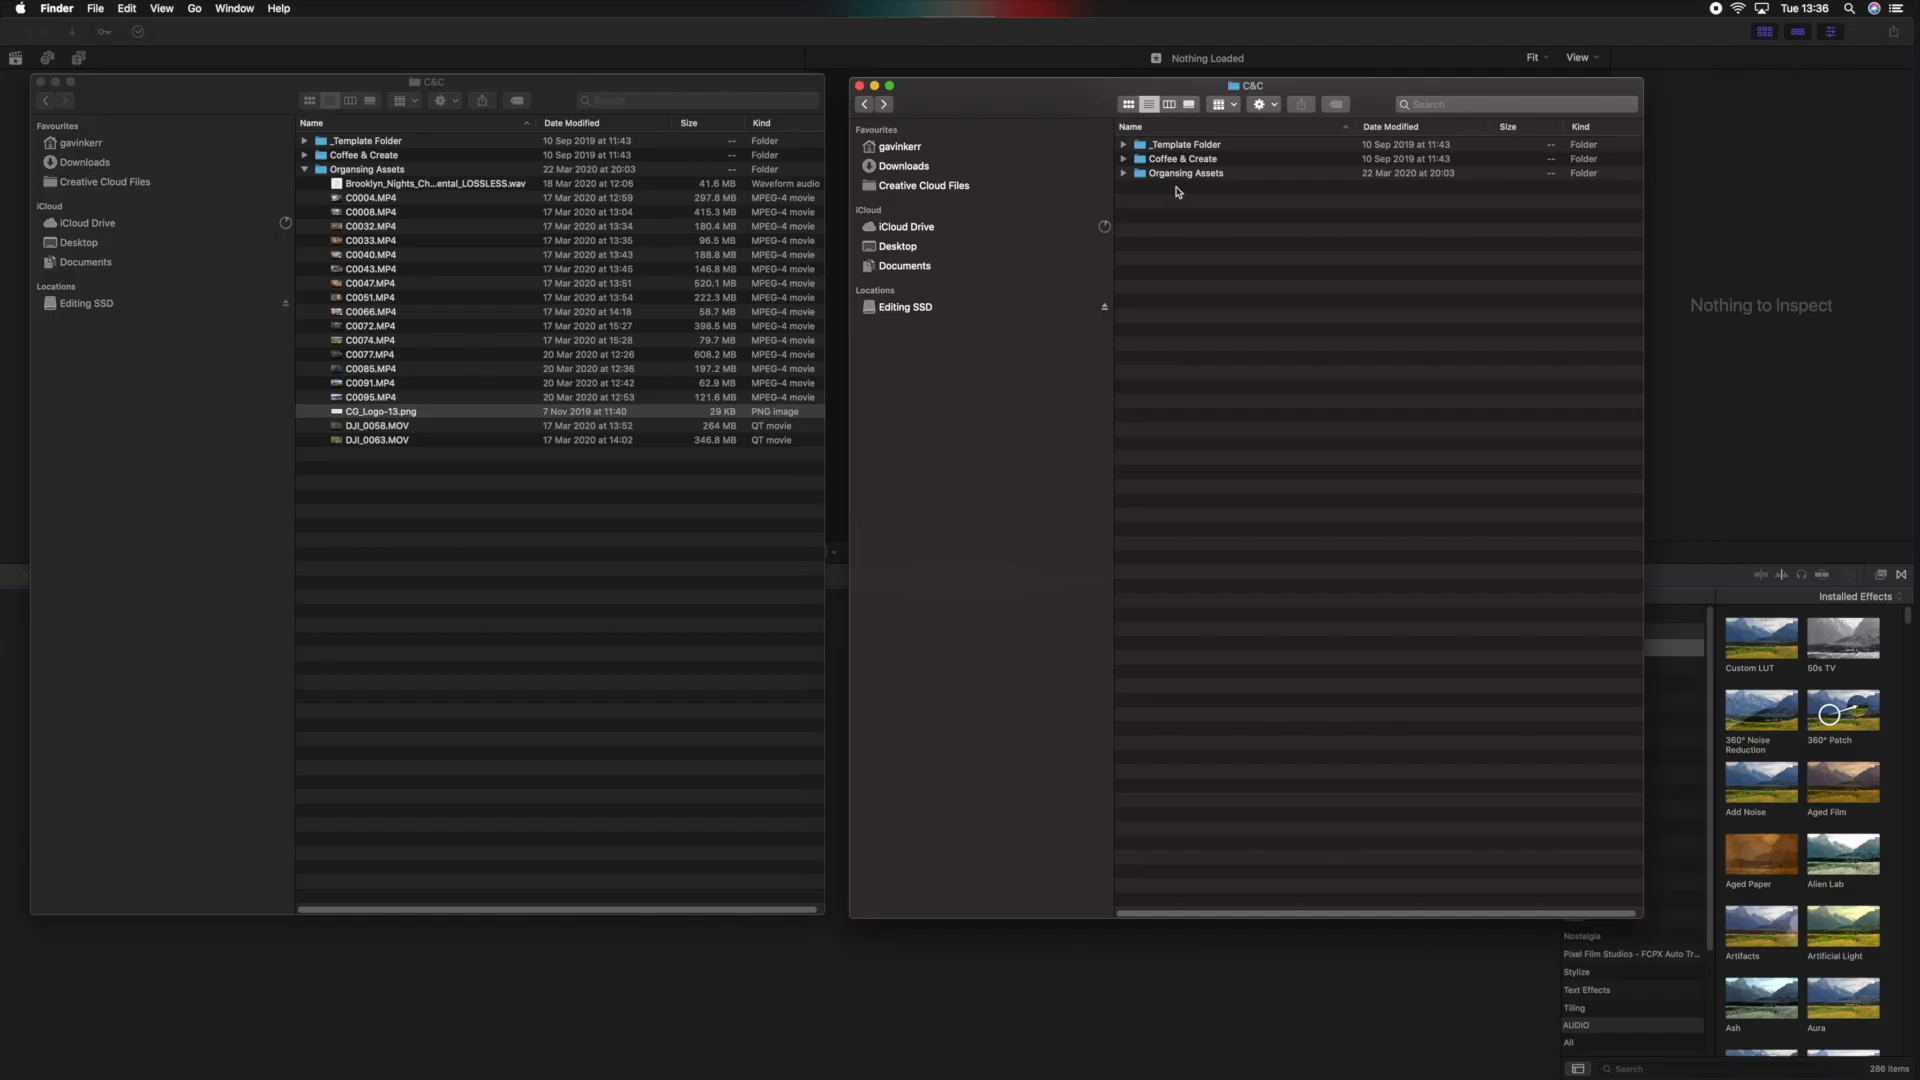 Finder File Edit View Go Window Help Tue 13:36
Nothing Loaded Fit View
C&C
Search
Favourites
gavinkerr
Downloads
Creative Cloud Files
iCloud
iCloud Drive
Desktop
Documents
Locations
Editing SSD
Name Date Modified Size Kind
_Template Folder 10 Sep 2019 at 11:43 -- Folder
Coffee & Create 10 Sep 2019 at 11:43 -- Folder
Organsing Assets 22 Mar 2020 at 20:03 -- Folder
Brooklyn_Nights_Ch...ental_LOSSLESS.wav 18 Mar 2020 at 12:06 41.6 MB Waveform audio
C0004.MP4 17 Mar 2020 at 12:59 297.8 MB MPEG-4 movie
C0008.MP4 17 Mar 2020 at 13:04 415.3 MB MPEG-4 movie
C0032.MP4 17 Mar 2020 at 13:34 180.4 MB MPEG-4 movie
C0033.MP4 17 Mar 2020 at 13:35 96.5 MB MPEG-4 movie
C0040.MP4 17 Mar 2020 at 13:43 188.8 MB MPEG-4 movie
C0043.MP4 17 Mar 2020 at 13:45 146.8 MB MPEG-4 movie
C0047.MP4 17 Mar 2020 at 13:51 520.1 MB MPEG-4 movie
C0051.MP4 17 Mar 2020 at 13:54 222.3 MB MPEG-4 movie
C0066.MP4 17 Mar 2020 at 14:18 58.7 MB MPEG-4 movie
C0072.MP4 17 Mar 2020 at 15:27 398.5 MB MPEG-4 movie
C0074.MP4 17 Mar 2020 at 15:28 79.7 MB MPEG-4 movie
C0077.MP4 20 Mar 2020 at 12:26 608.2 MB MPEG-4 movie
C0085.MP4 20 Mar 2020 at 12:36 197.2 MB MPEG-4 movie
C0091.MP4 20 Mar 2020 at 12:42 62.9 MB MPEG-4 movie
C0095.MP4 20 Mar 2020 at 12:53 121.6 MB MPEG-4 movie
CG_Logo-13.png 7 Nov 2019 at 11:40 29 KB PNG image
DJI_0058.MOV 17 Mar 2020 at 13:52 264 MB QT movie
DJI_0063.MOV 17 Mar 2020 at 14:02 346.8 MB QT movie
C&C
Search
Favourites
gavinkerr
Downloads
Creative Cloud Files
iCloud
iCloud Drive
Desktop
Documents
Locations
Editing SSD
Name Date Modified Size Kind
_Template Folder 10 Sep 2019 at 11:43 -- Folder
Coffee & Create 10 Sep 2019 at 11:43 -- Folder
Organsing Assets 22 Mar 2020 at 20:03 -- Folder
Nothing to Inspect
Installed Effects
Custom LUT 50s TV
360° Noise Reduction 360° Patch
Add Noise Aged Film
Aged Paper Alien Lab
Artifacts Artificial Light
Ash Aura
Nostalgia
Pixel Film Studios - FCPX Auto Tr...
Stylize
Text Effects
Tiling
AUDIO
All
Search 286 items